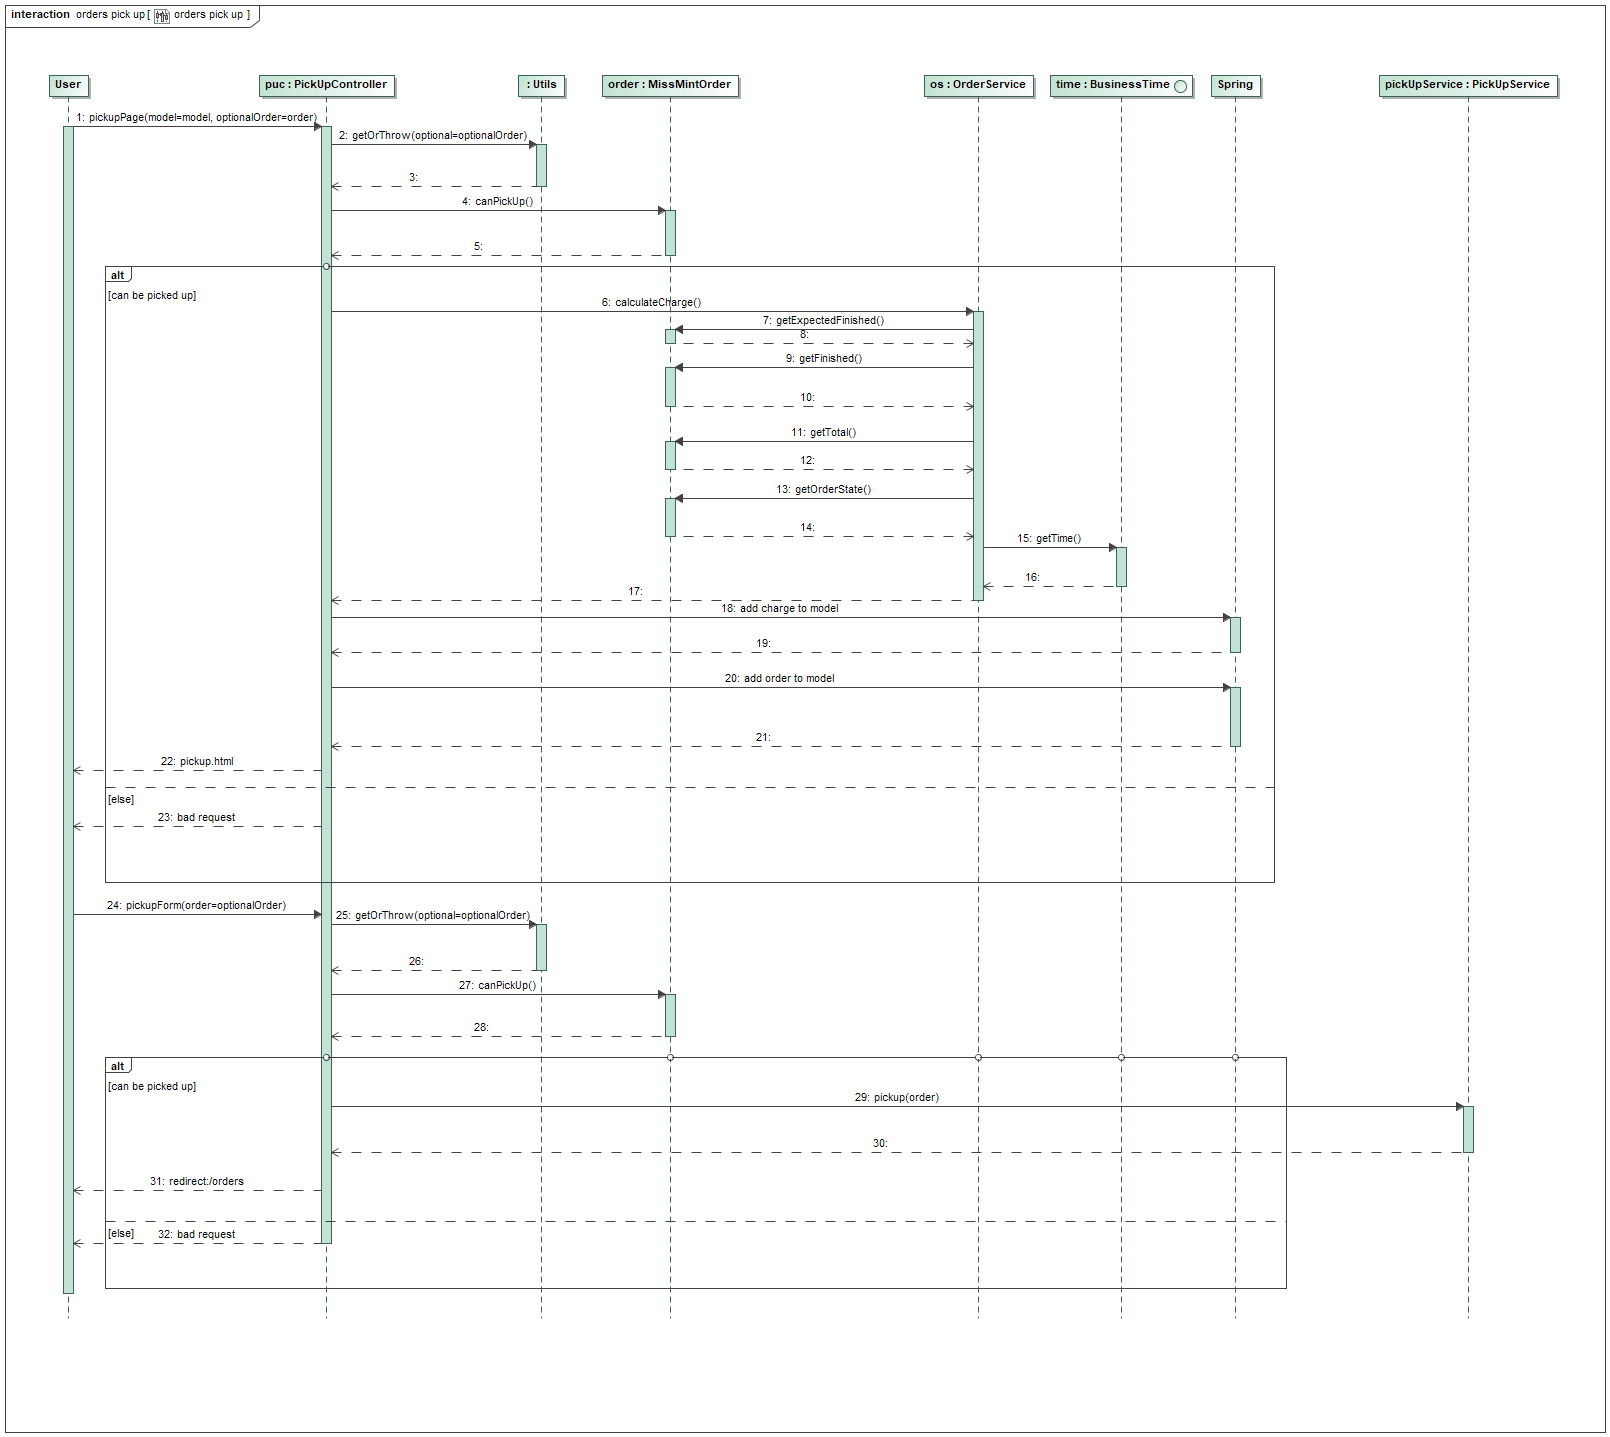 interaction orders pick up [ orders pick up ]
User
puc : PickUpController
: Utils
order : MissMintOrder
os : OrderService
time : BusinessTime
Spring
pickUpService : PickUpService
1: pickupPage(model=model, optionalOrder=order)
2: getOrThrow(optional=optionalOrder)
3:
4: canPickUp()
5:
alt
[can be picked up]
6: calculateCharge()
7: getExpectedFinished()
8:
9: getFinished()
10:
11: getTotal()
12:
13: getOrderState()
14:
15: getTime()
16:
17:
18: add charge to model
19:
20: add order to model
21:
22: pickup.html
[else]
23: bad request
24: pickupForm(order=optionalOrder)
25: getOrThrow(optional=optionalOrder)
26:
27: canPickUp()
28:
alt
[can be picked up]
29: pickup(order)
30:
31: redirect:/orders
[else]
32: bad request